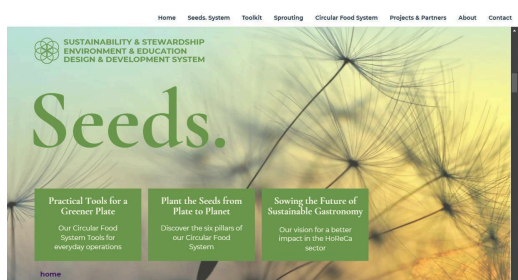 Home Seeds. System Toolkit Sprouting Circular Food System Projects & Partners About Contact
SUSTAINABILITY & STEWARDSHIP
ENVIRONMENT & EDUCATION
DESIGN & DEVELOPMENT SYSTEM
Seeds.
Practical Tools for a
Greener Plate
Our Circular Food
System Tools for
everyday operations
Plant the Seeds from
Plate to Planet
Discover the six pillars of
our Circular Food
System
Sowing the Future of
Sustainable Gastronomy
Our vision for a better
impact in the HoReCa
sector
home